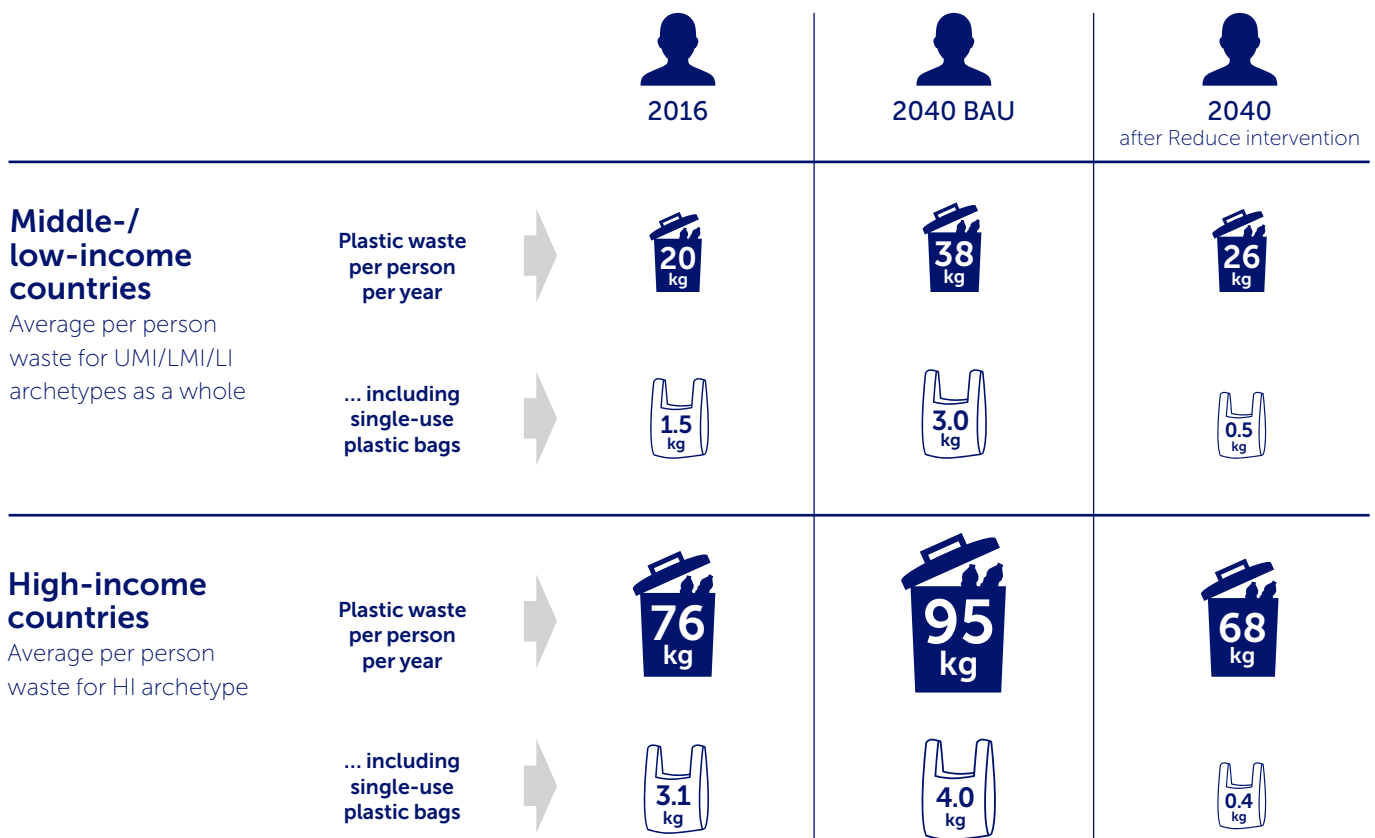 2016
2040 BAU
2040
after Reduce intervention
Middle-/
low-income
countries
Average per person
waste for UMI/LMI/LI
archetypes as a whole
Plastic waste
per person
per year
20
kg
38
kg
26
kg
... including
single-use
plastic bags
1.5
kg
3.0
kg
0.5
kg
High-income
countries
Average per person
waste for HI archetype
Plastic waste
per person
per year
76
kg
95
kg
68
kg
... including
single-use
plastic bags
3.1
kg
4.0
kg
0.4
kg